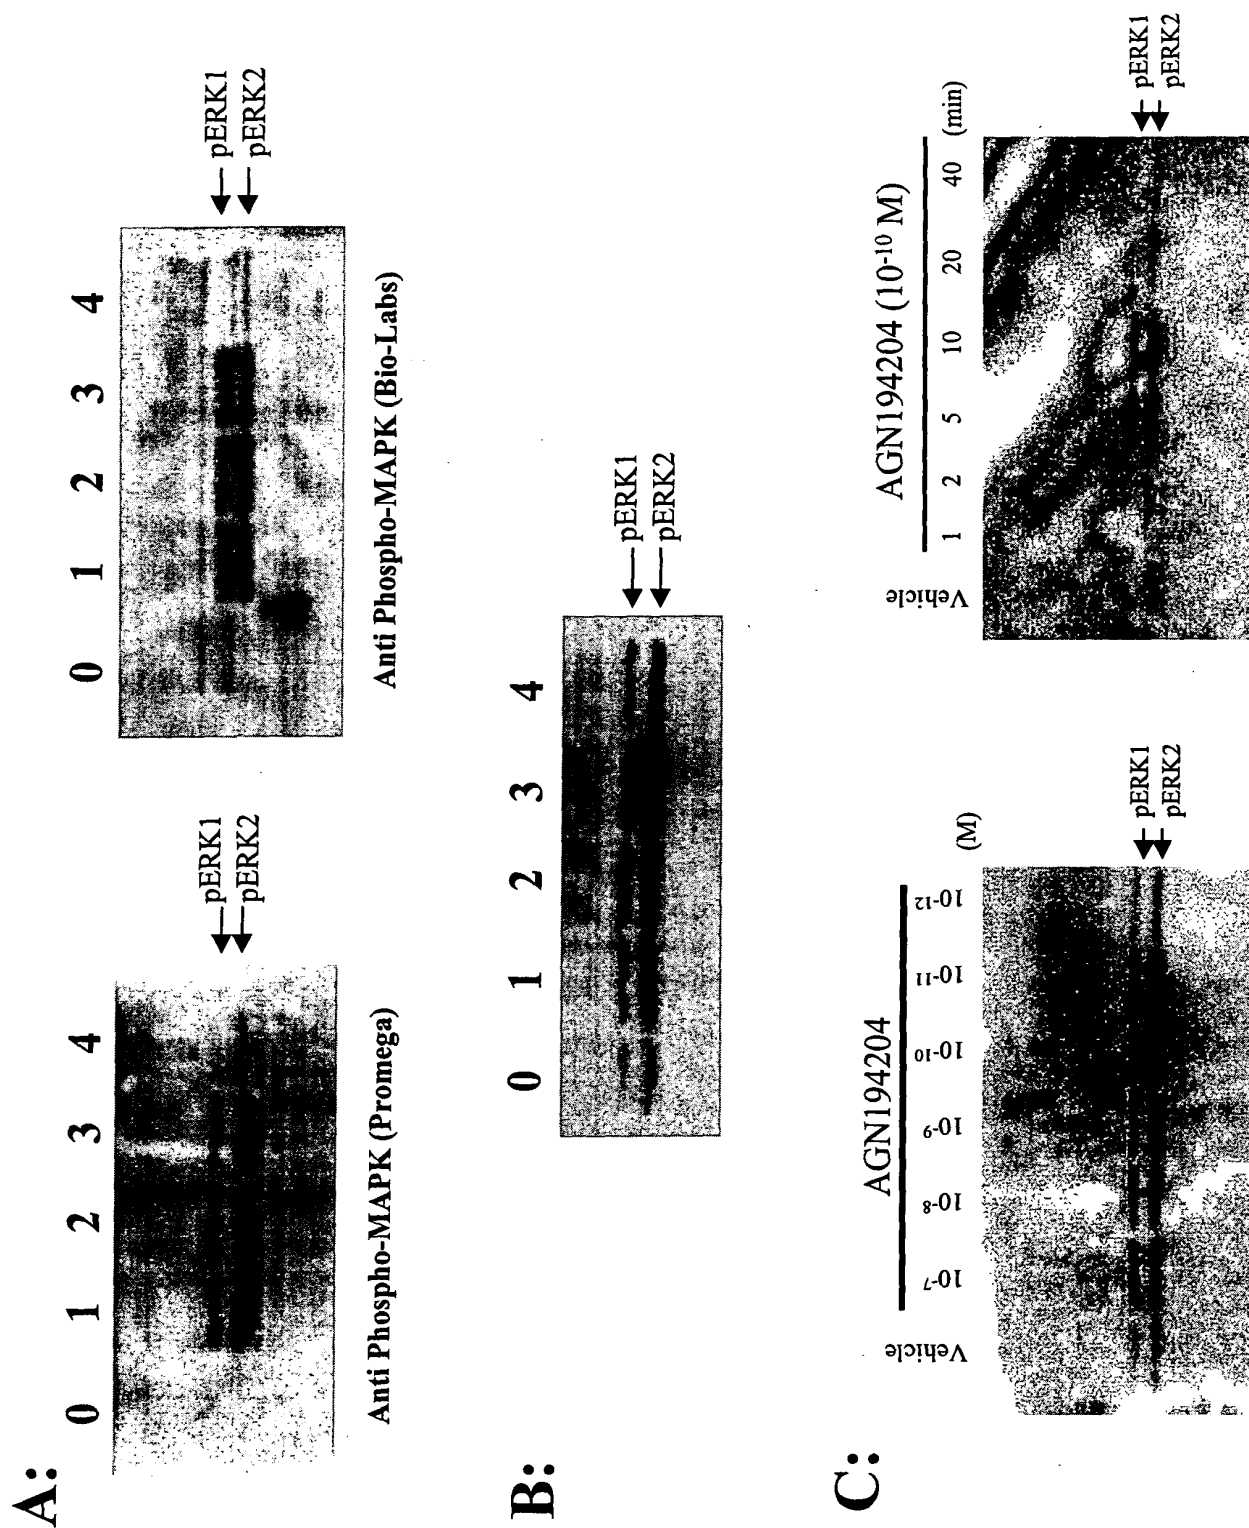 A:
0 1 2 3 4
pERK1
pERK2
Anti Phospho-MAPK (Promega)
0 1 2 3 4
pERK1
pERK2
Anti Phospho-MAPK (Bio-Labs)
B:
0 1 2 3 4
pERK1
pERK2
C:
AGN194204
Vehicle 10-7 10-8 10-9 10-10 10-11 10-12 (M)
pERK1
pERK2
AGN194204 (10-10 M)
Vehicle 1 2 5 10 20 40 (min)
pERK1
pERK2